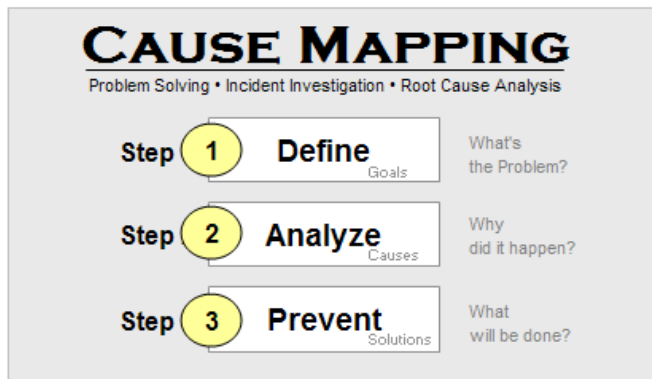 CAUSE MAPPING
Problem Solving • Incident Investigation • Root Cause Analysis
Step 1 Define Goals What's the Problem?
Step 2 Analyze Causes Why did it happen?
Step 3 Prevent Solutions What will be done?